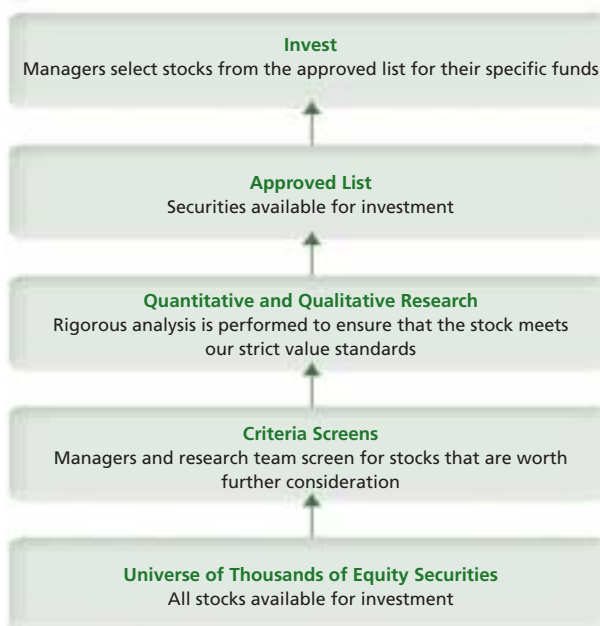 Invest
Managers select stocks from the approved list for their specific funds
Approved List
Securities available for investment
Quantitative and Qualitative Research
Rigorous analysis is performed to ensure that the stock meets
our strict value standards
Criteria Screens
Managers and research team screen for stocks that are worth
further consideration
Universe of Thousands of Equity Securities
All stocks available for investment